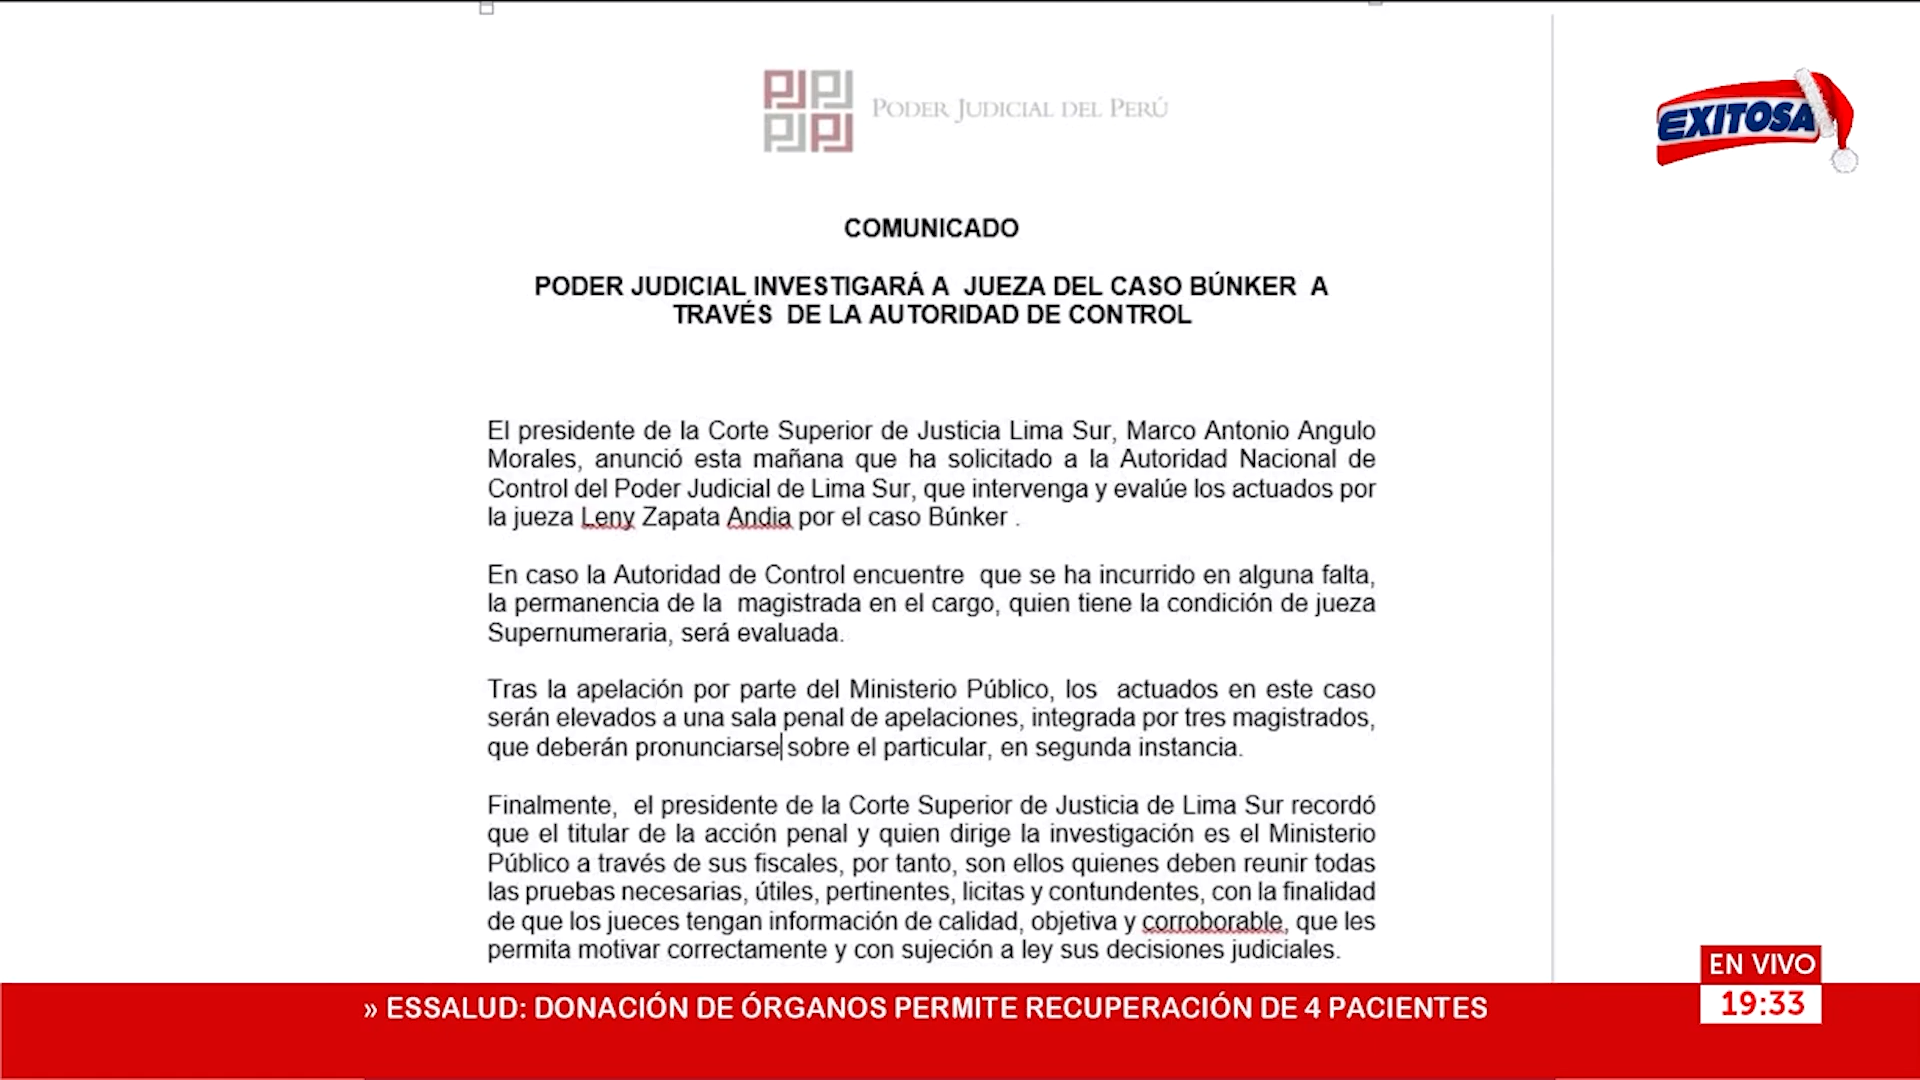 PODER JUDICIAL DEL PERÚ
EXITOSA
COMUNICADO
PODER JUDICIAL INVESTIGARÁ A JUEZA DEL CASO BÚNKER A
TRAVÉS DE LA AUTORIDAD DE CONTROL
El presidente de la Corte Superior de Justicia Lima Sur, Marco Antonio Angulo
Morales, anunció esta mañana que ha solicitado a la Autoridad Nacional de
Control del Poder Judicial de Lima Sur, que intervenga y evalúe los actuados por
la jueza Leny Zapata Andia por el caso Búnker .
En caso la Autoridad de Control encuentre que se ha incurrido en alguna falta,
la permanencia de la magistrada en el cargo, quien tiene la condición de jueza
Supernumeraria, será evaluada.
Tras la apelación por parte del Ministerio Público, los actuados en este caso
serán elevados a una sala penal de apelaciones, integrada por tres magistrados,
que deberán pronunciarse sobre el particular, en segunda instancia.
Finalmente, el presidente de la Corte Superior de Justicia de Lima Sur recordó
que el titular de la acción penal y quien dirige la investigación es el Ministerio
Público a través de sus fiscales, por tanto, son ellos quienes deben reunir todas
las pruebas necesarias, útiles, pertinentes, licitas y contundentes, con la finalidad
de que los jueces tengan información de calidad, objetiva y corroborable, que les
permita motivar correctamente y con sujeción a ley sus decisiones judiciales.
EN VIVO
19:33
» ESSALUD: DONACIÓN DE ÓRGANOS PERMITE RECUPERACIÓN DE 4 PACIENTES